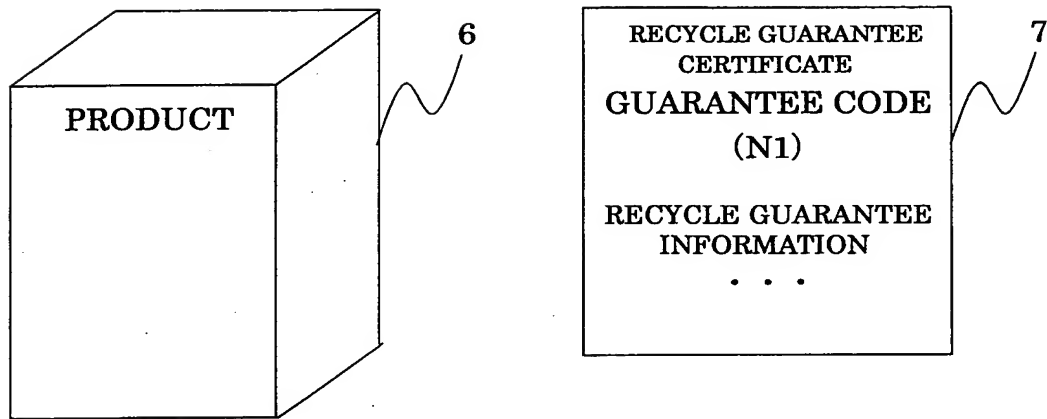 PRODUCT
6
RECYCLE GUARANTEE
CERTIFICATE
GUARANTEE CODE
(N1)
RECYCLE GUARANTEE
INFORMATION
• • •
7